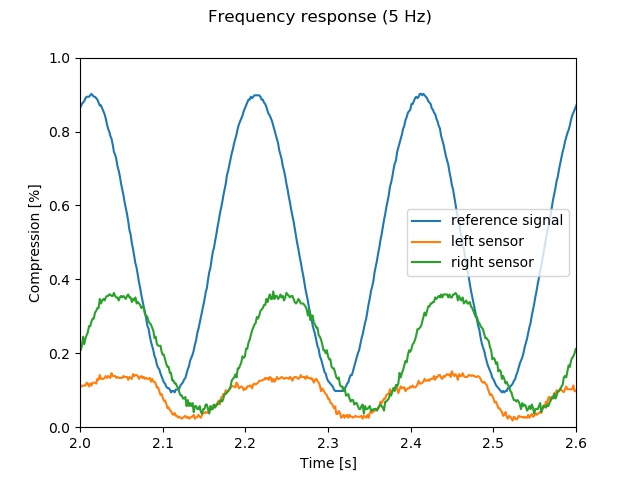 Frequency response (5 Hz)
1.0
0.8
0.6
0.4
0.2
0.0
Compression [%]
reference signal
left sensor
right sensor
2.0 2.1 2.2 2.3 2.4 2.5 2.6
Time [s]